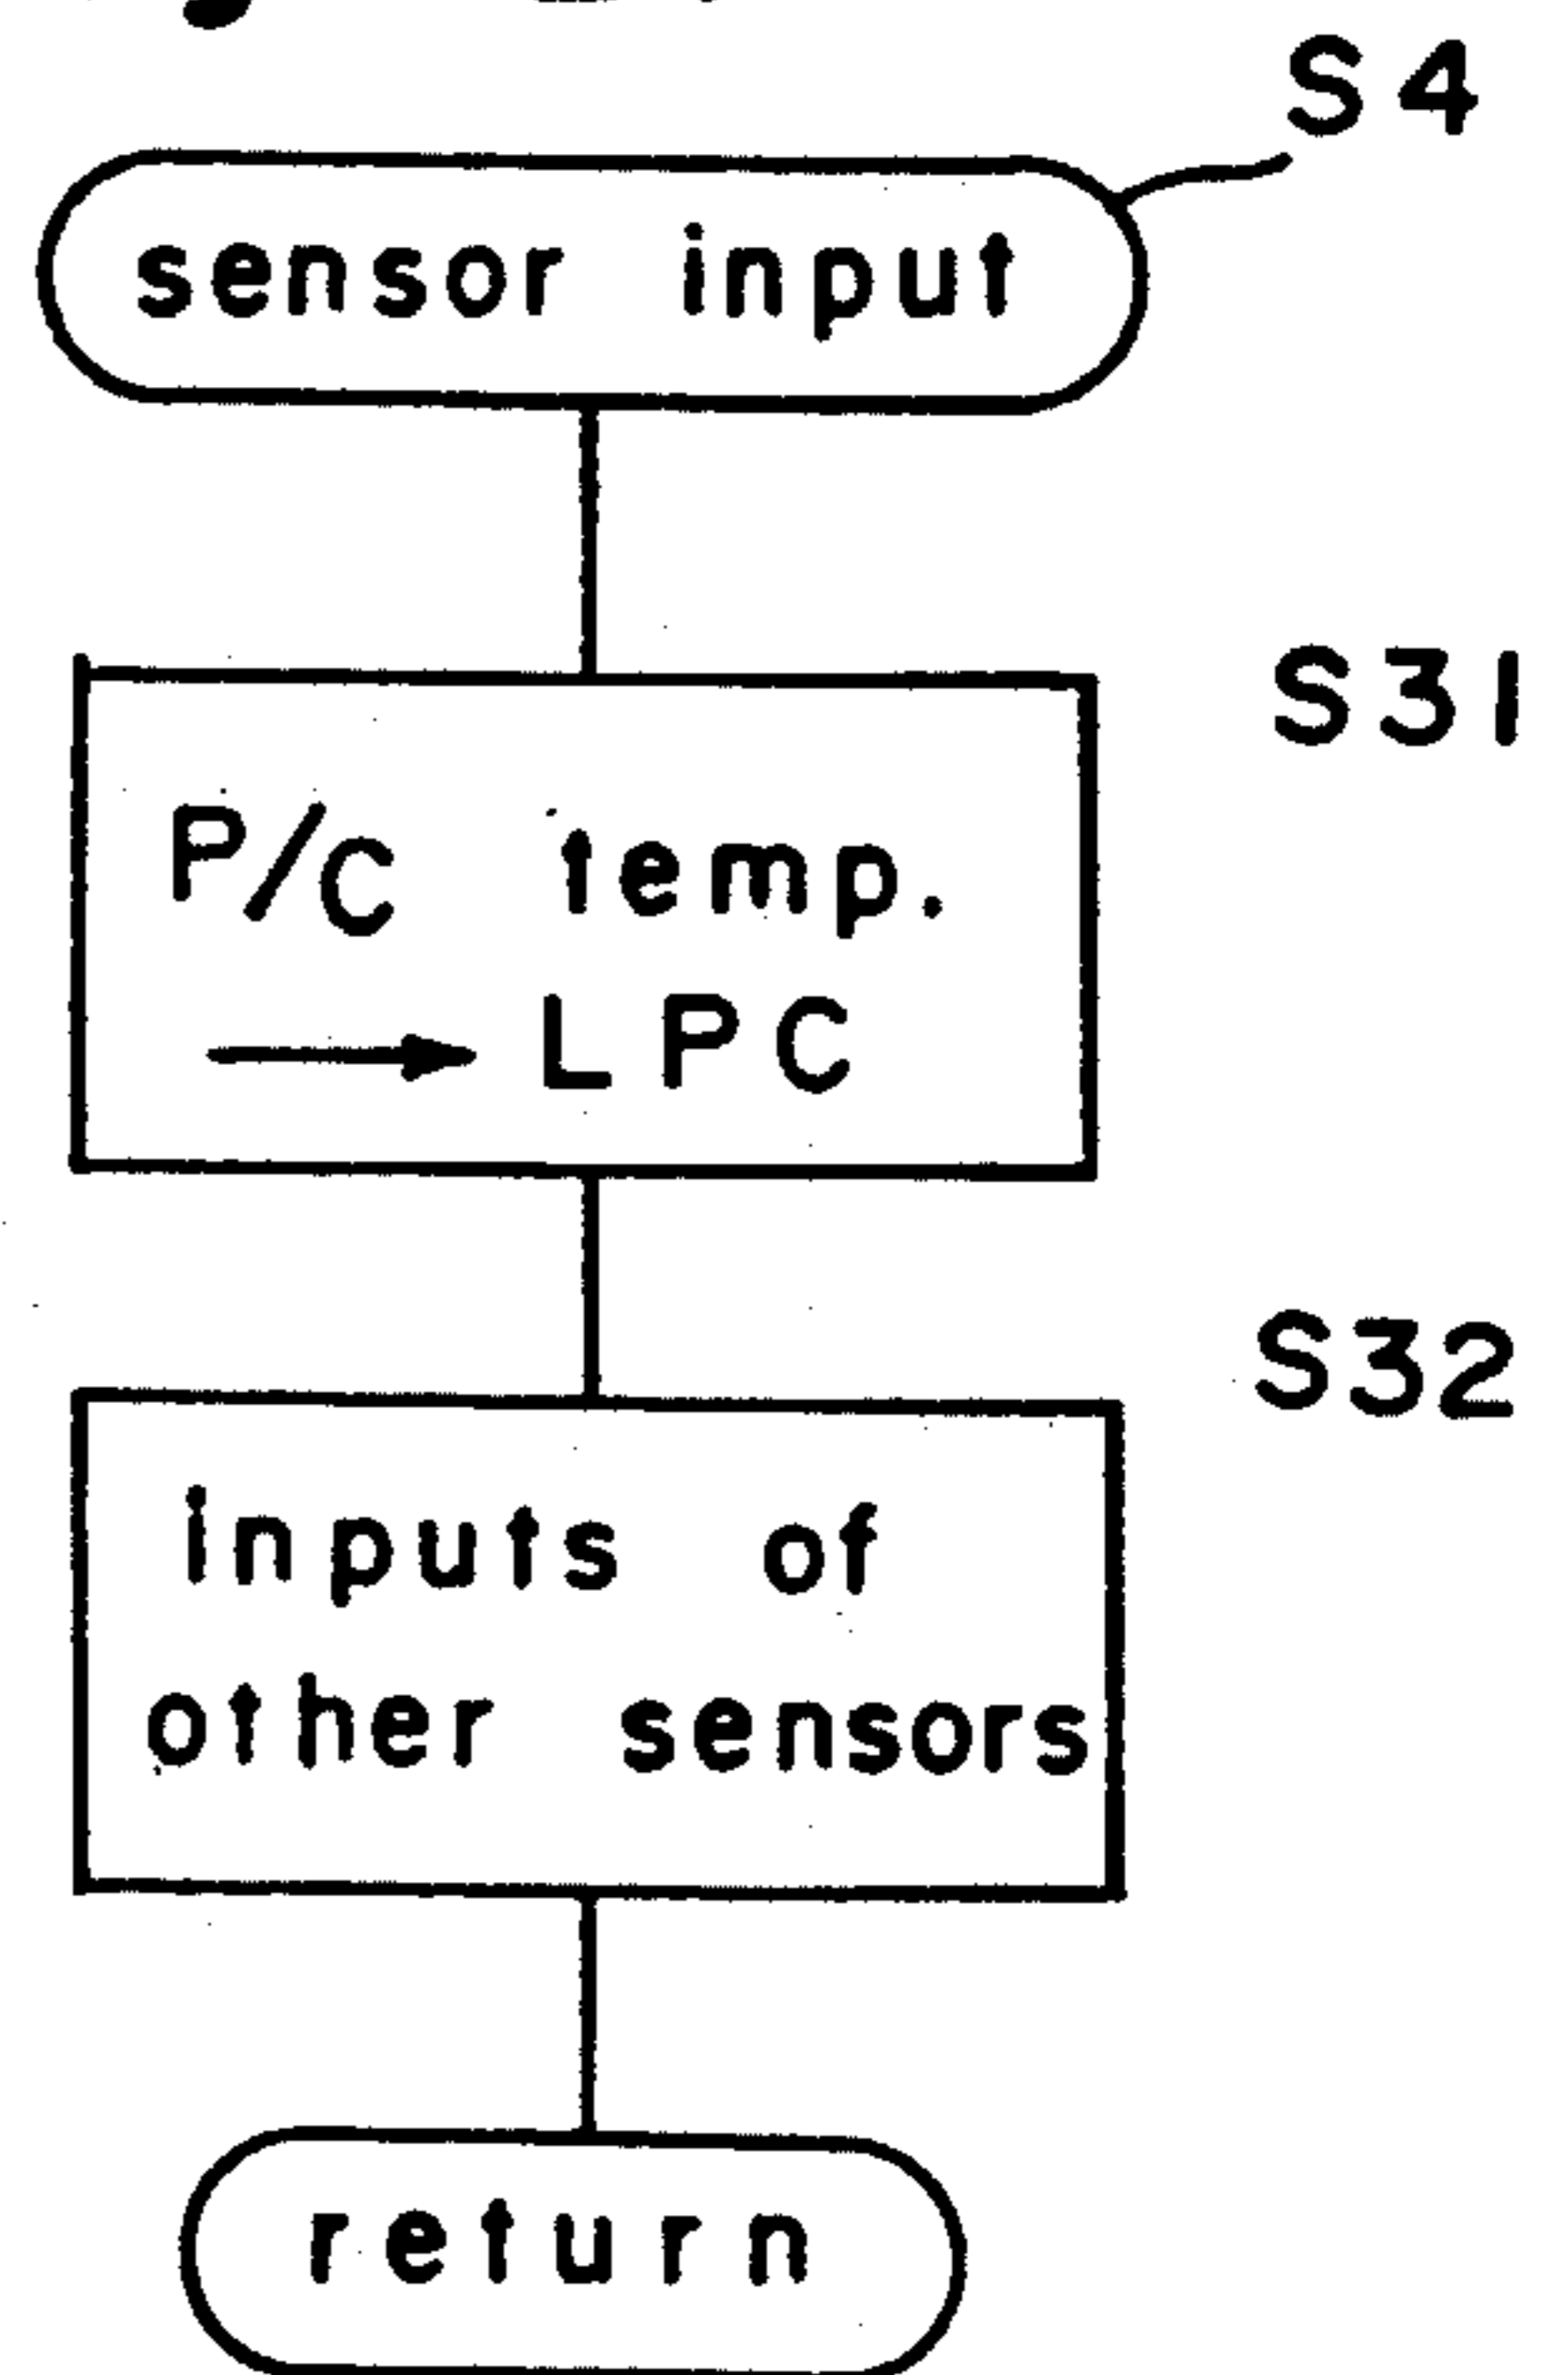 S4
sensor input
S31
P/C temp.
→ LPC
S32
inputs of
other sensors
return